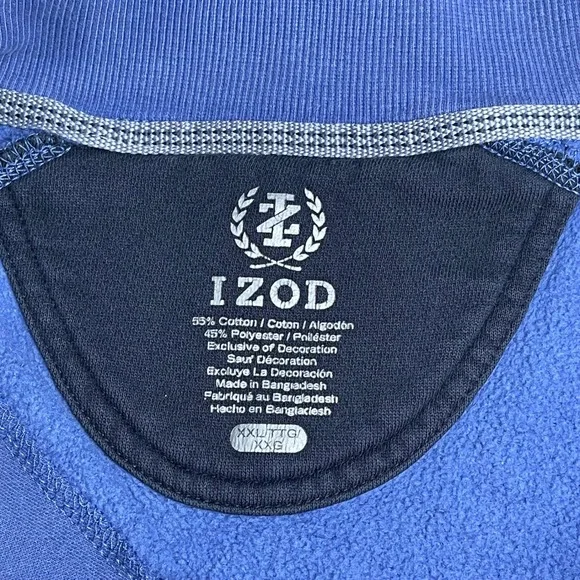 IZ
IZOD
55% Cotton / Coton / Algodón
45% Polyester / Poliéster
Exclusive of Decoration
Sauf Décoration
Excluye La Decoración
Made in Bangladesh
Fabriqué au Bangladesh
Hecho en Bangladesh
XXL/TTG/
XXG